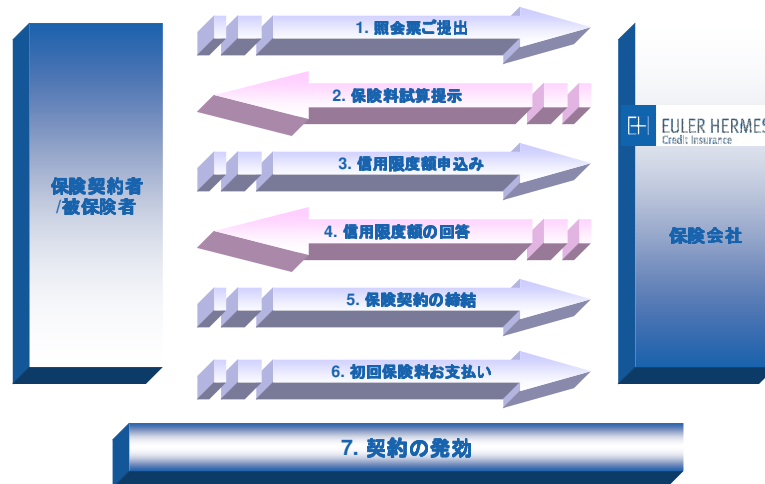 1. 照会票ご提出
2. 保険料試算提示
3. 信用限度額申込み
4. 信用限度額の回答
5. 保険契約の締結
6. 初回保険料お支払い
保険契約者
/被保険者
EH EULER HERMES
Credit Insurance
保険会社
7. 契約の発効